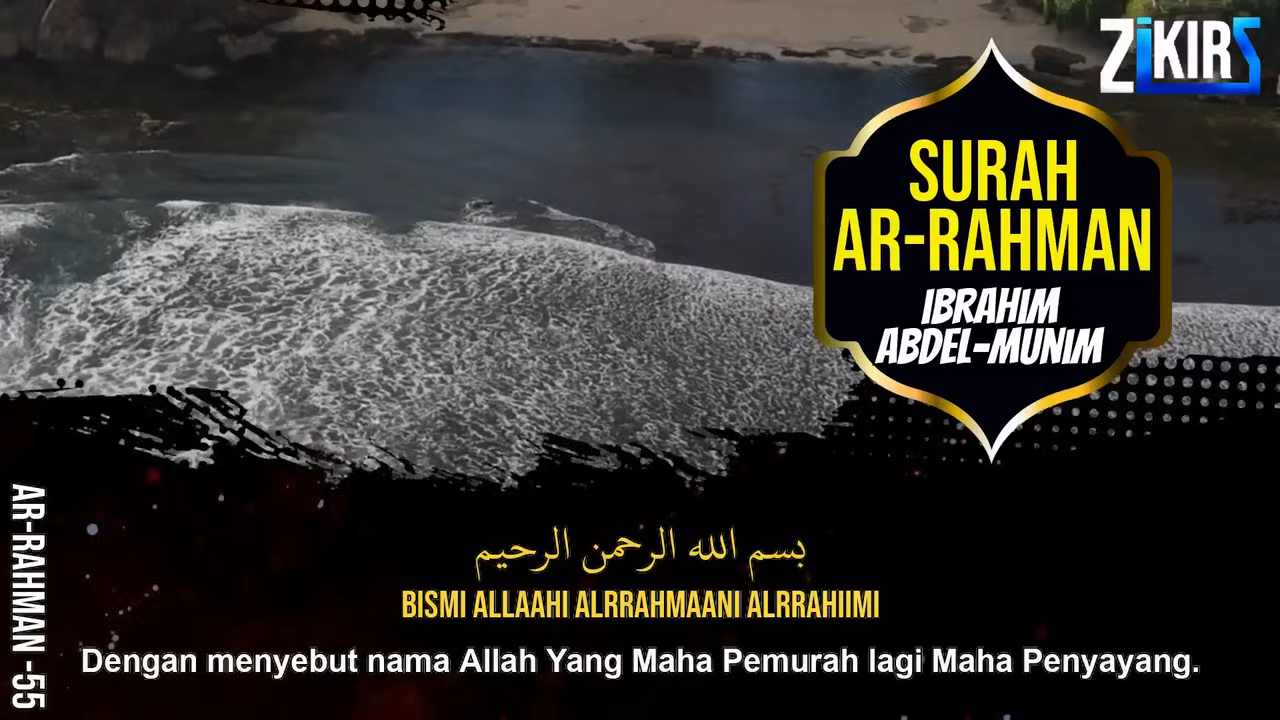 ZiKIRS
SURAH
AR-RAHMAN
IBRAHIM
ABDEL-MUNIM
بسم الله الرحمن الرحيم
BISMI ALLAAHI ALRRAHMAANI ALRRAHIIMI
Dengan menyebut nama Allah Yang Maha Pemurah lagi Maha Penyayang.
AR-RAHMAN -55